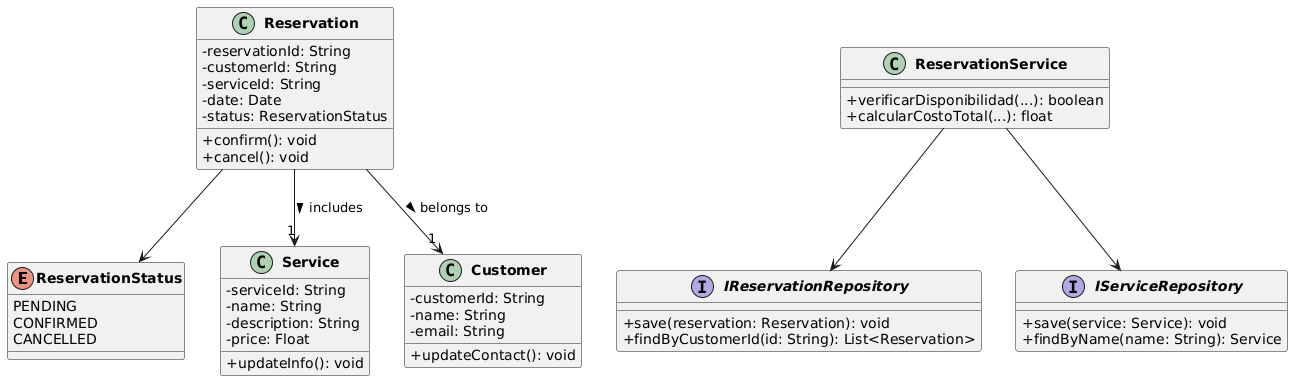 C Reservation
-reservationId: String
-customerId: String
-serviceId: String
-date: Date
-status: ReservationStatus
+confirm(): void
+cancel(): void
C ReservationService
+verificarDisponibilidad(...): boolean
+calcularCostoTotal(...): float
includes
1
belongs to
1
E ReservationStatus
PENDING
CONFIRMED
CANCELLED
C Service
-serviceId: String
-name: String
-description: String
-price: Float
+updateInfo(): void
C Customer
-customerId: String
-name: String
-email: String
+updateContact(): void
I IReservationRepository
+save(reservation: Reservation): void
+findByCustomerId(id: String): List<Reservation>
I IServiceRepository
+save(service: Service): void
+findByName(name: String): Service